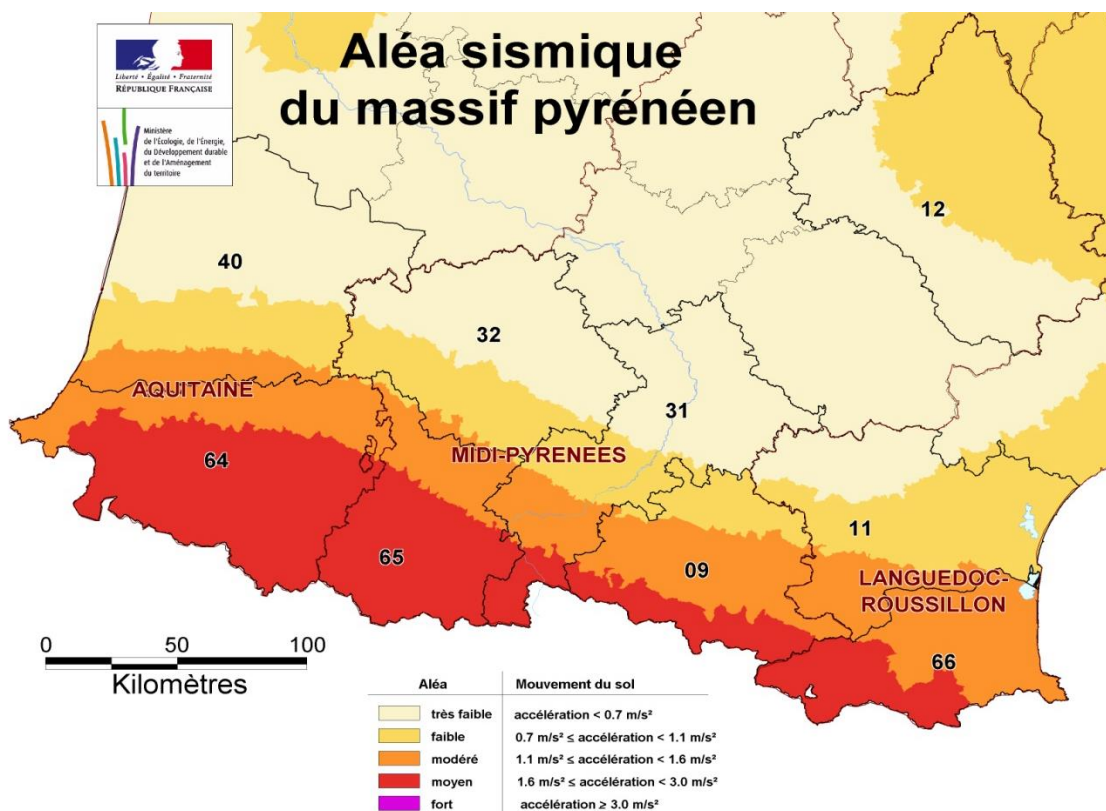 Aléa sismique
du massif pyrénéen
Liberté • Égalité • Fraternité
RÉPUBLIQUE FRANÇAISE
Ministère
de l'Écologie, de l'Énergie,
du Développement durable
et de l'Aménagement
du territoire
12
40
32
31
AQUITAINE
MIDI-PYRENEES
64
11
65
09
LANGUEDOC-
ROUSSILLON
66
0 50 100
Kilomètres
Aléa Mouvement du sol
très faible accélération < 0.7 m/s²
faible 0.7 m/s² ≤ accélération < 1.1 m/s²
modéré 1.1 m/s² ≤ accélération < 1.6 m/s²
moyen 1.6 m/s² ≤ accélération < 3.0 m/s²
fort accélération ≥ 3.0 m/s²